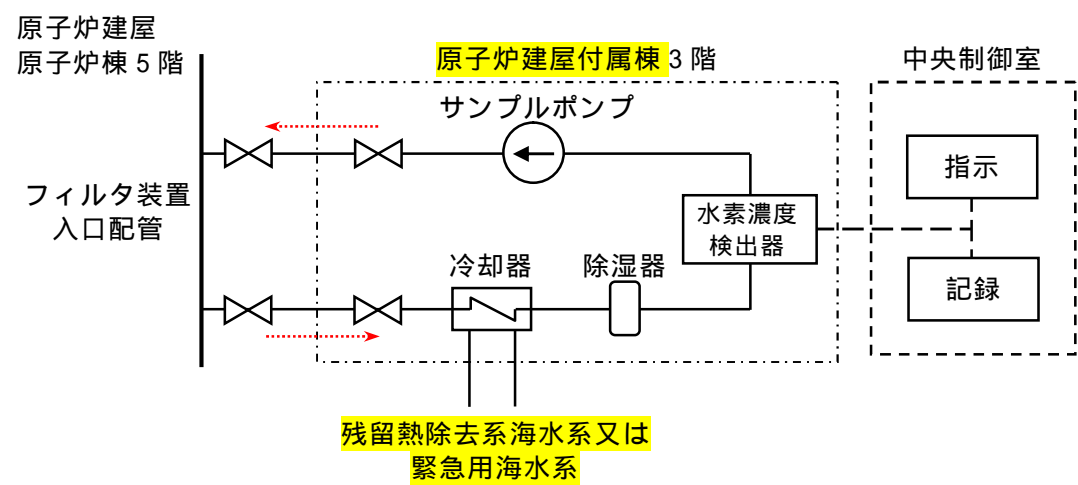 原子炉建屋
原子炉棟5階
原子炉建屋付属棟3階
中央制御室
サンプルポンプ
指示
フィルタ装置
入口配管
水素濃度
検出器
冷却器
除湿器
記録
残留熱除去系海水系又は
緊急用海水系